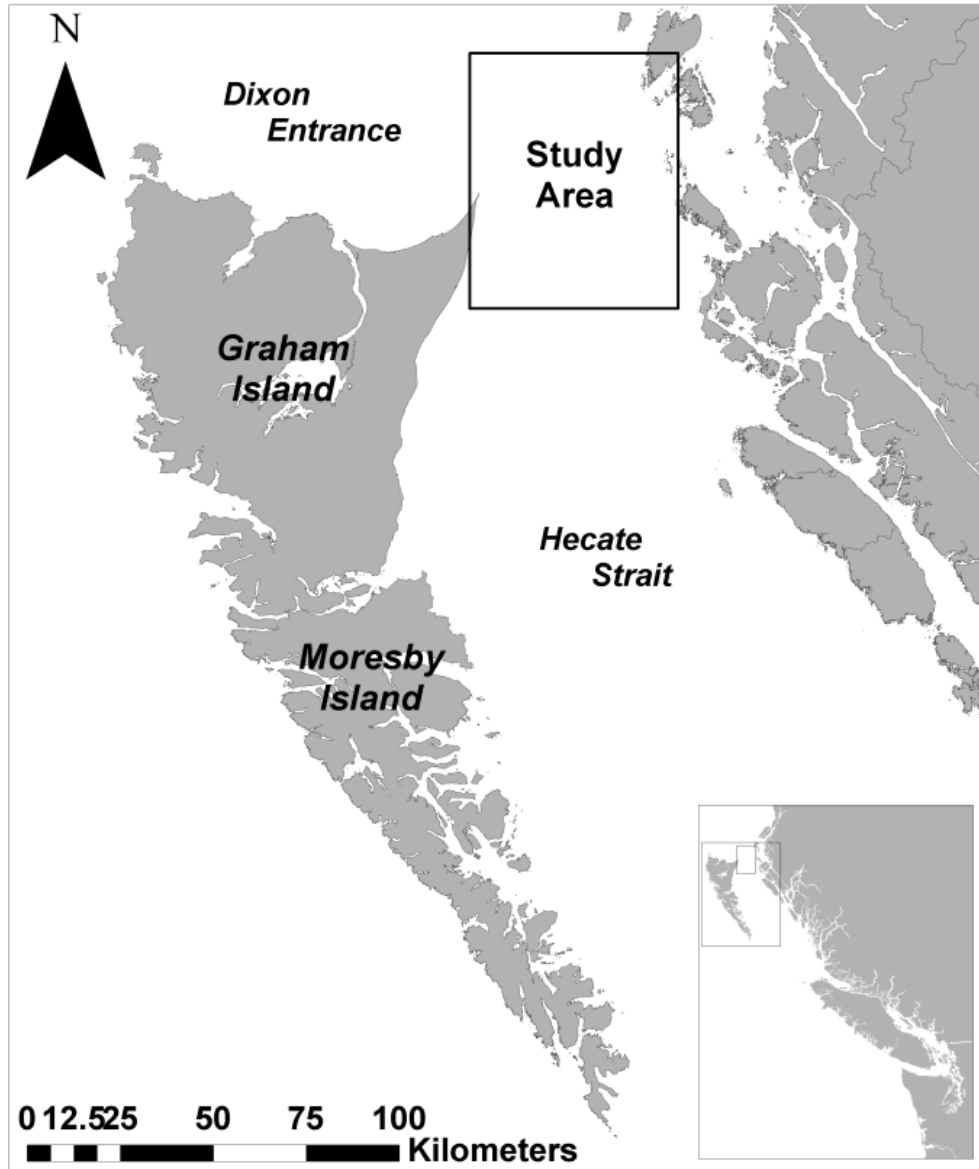 N
Dixon
Entrance
Study
Area
Graham
Island
Hecate
Strait
Moresby
Island
0 12.525 50 75 100
Kilometers